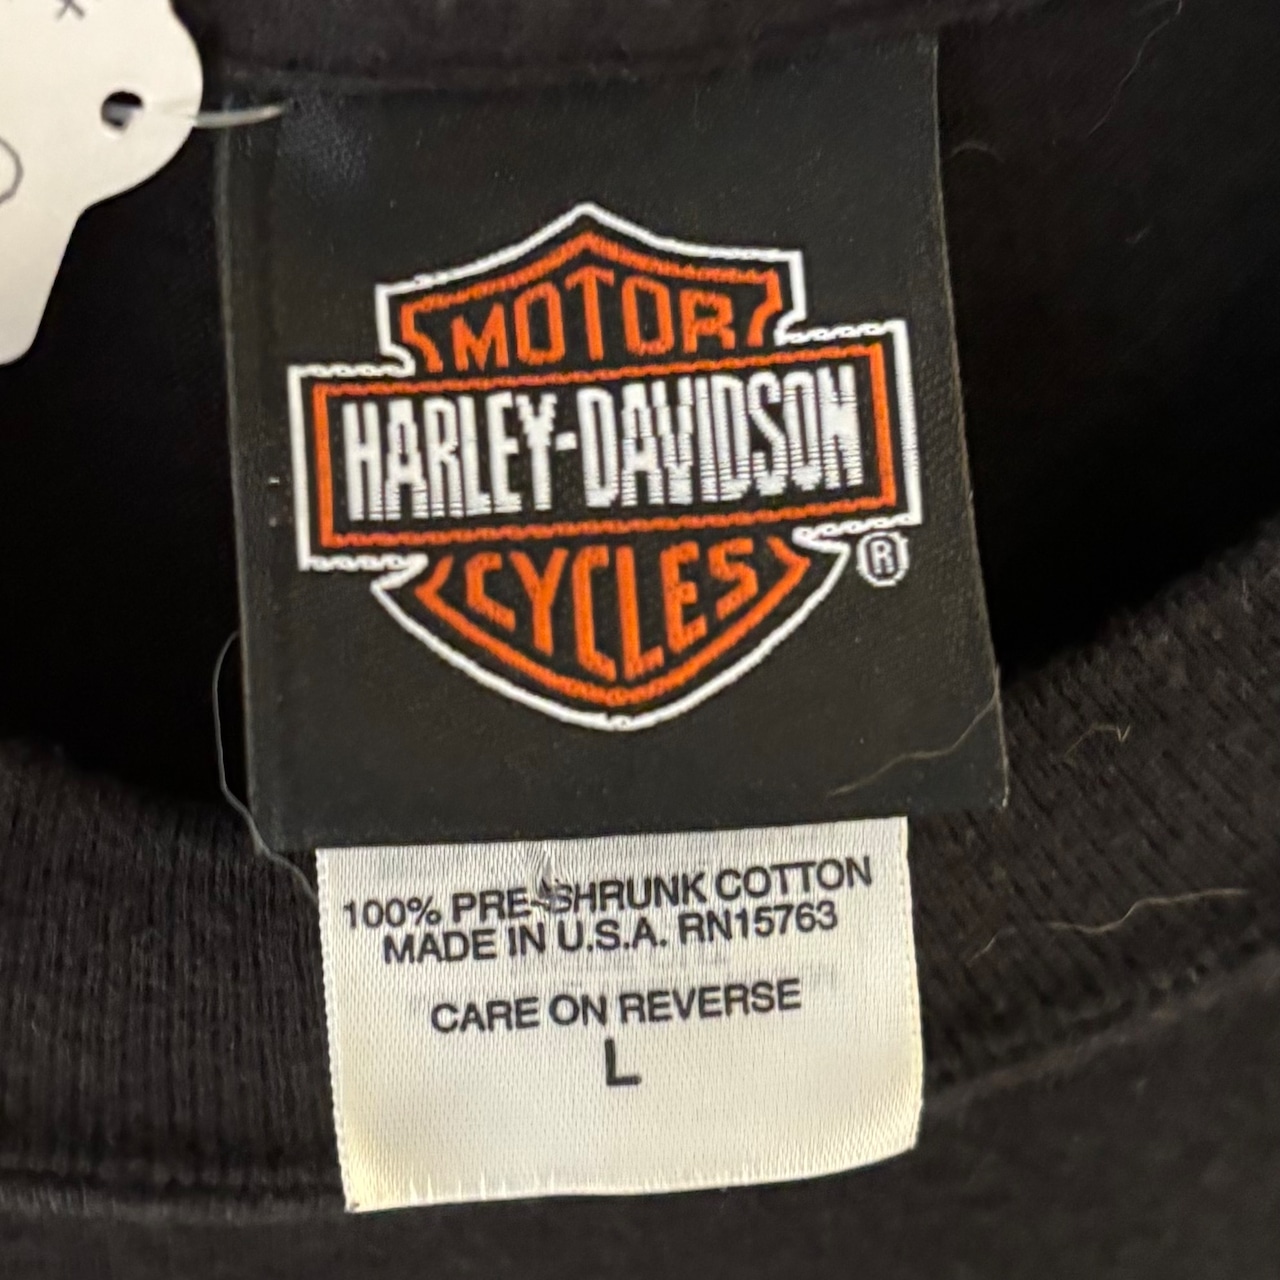 MOTOR
HARLEY-DAVIDSON
CYCLES
®
100% PRE-SHRUNK COTTON
MADE IN U.S.A. RN15763
CARE ON REVERSE
L